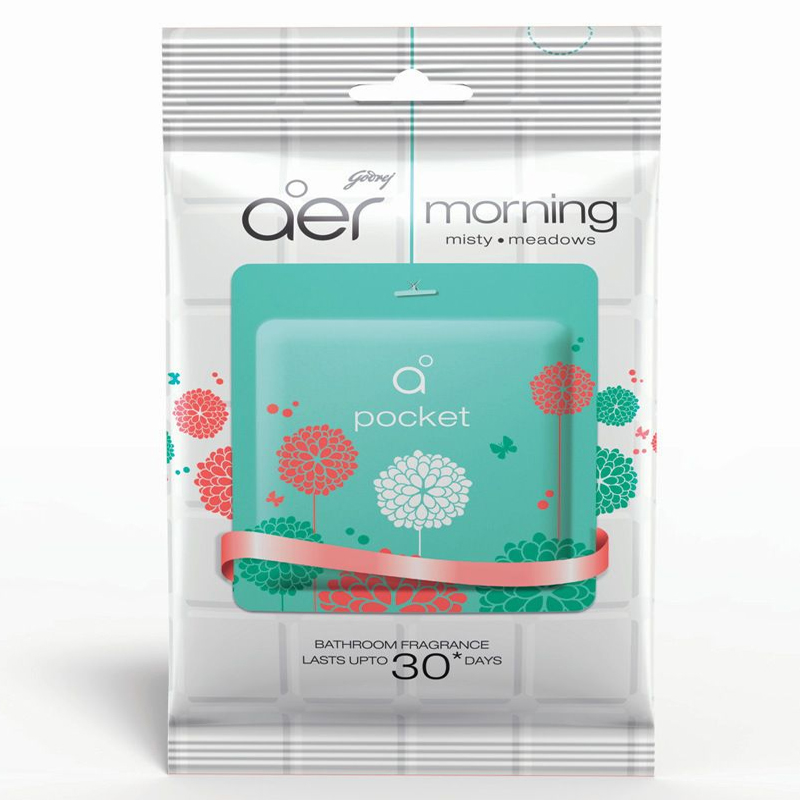 Godrej
aer morning
misty • meadows
a°
pocket
BATHROOM FRAGRANCE
LASTS UPTO 30* DAYS